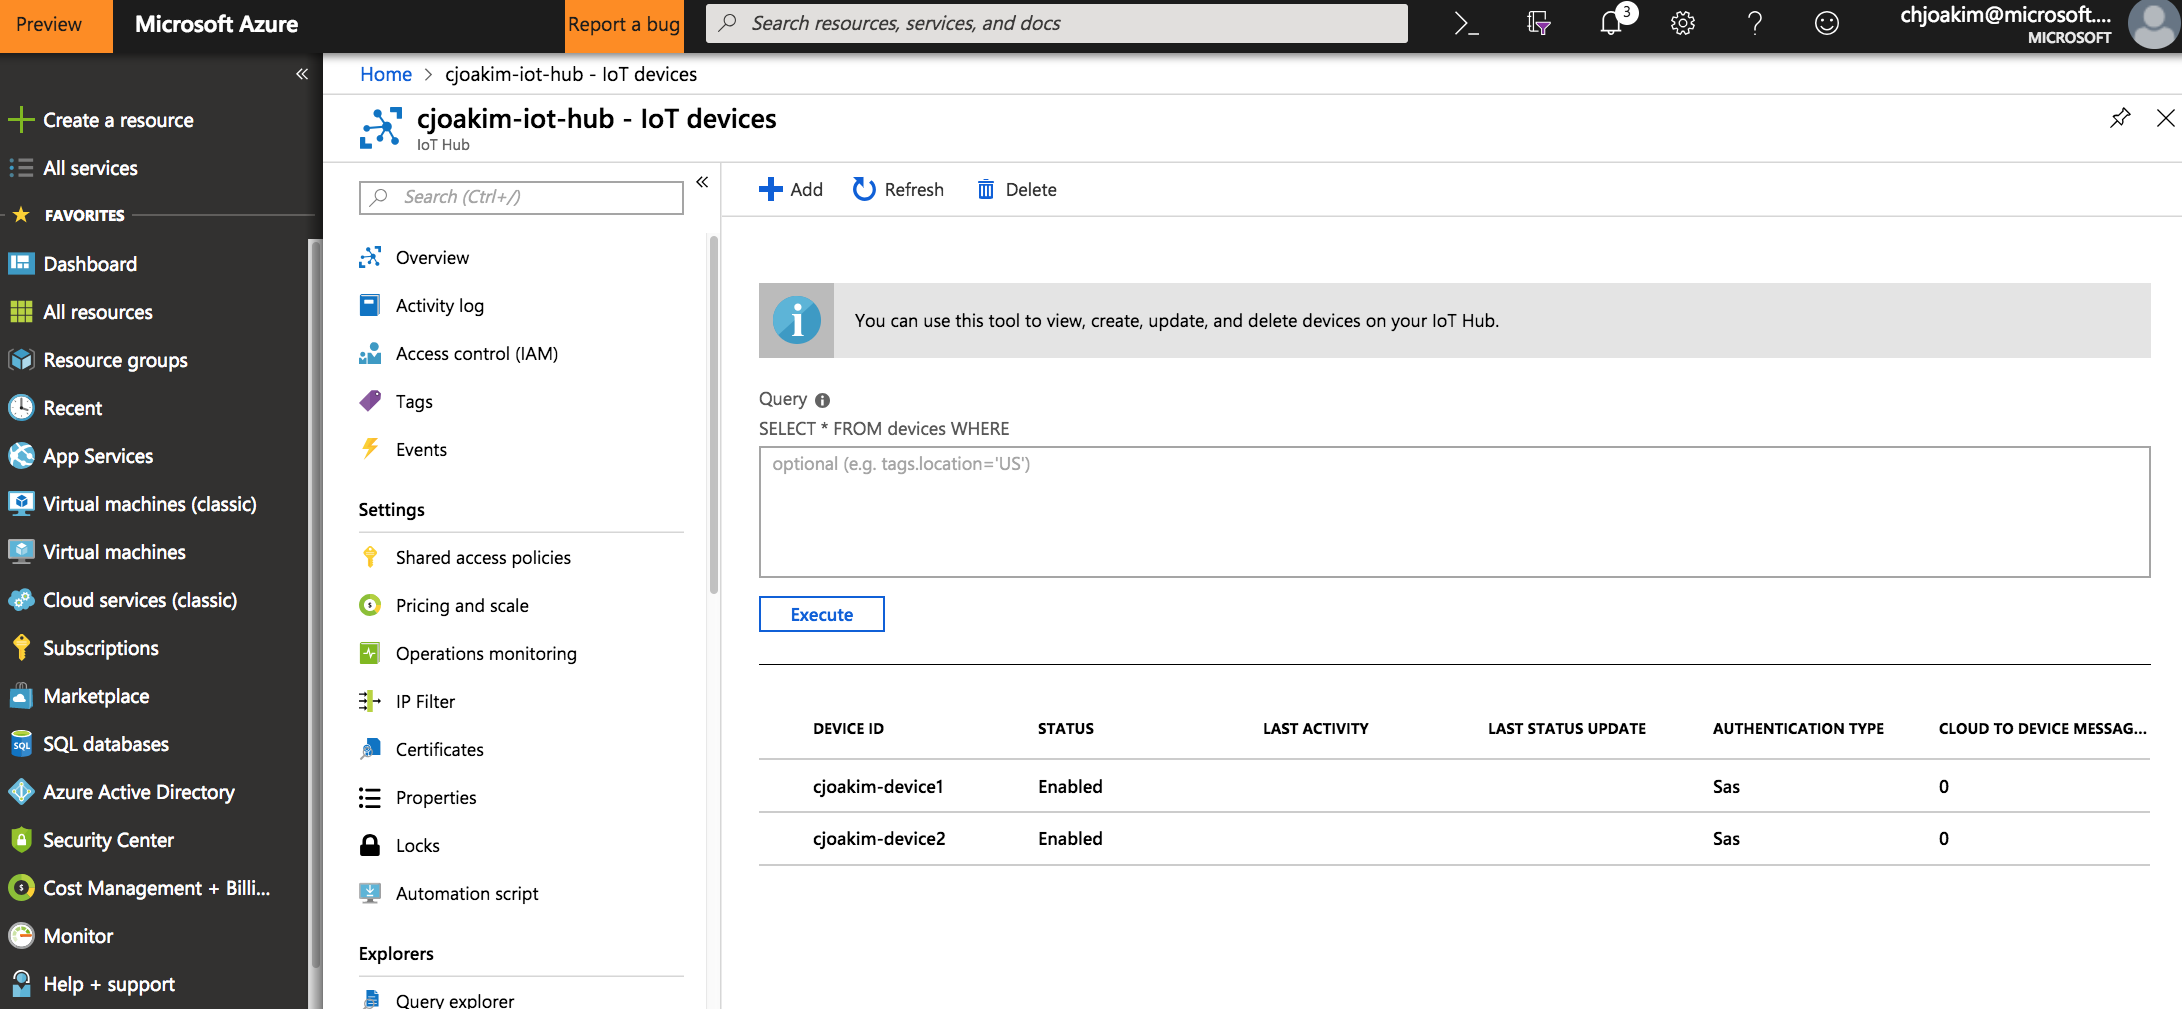 Preview
Microsoft Azure
Report a bug
Search resources, services, and docs
3
chjoakim@microsoft....
MICROSOFT
«
Create a resource
All services
FAVORITES
Dashboard
All resources
Resource groups
Recent
App Services
Virtual machines (classic)
Virtual machines
Cloud services (classic)
Subscriptions
Marketplace
SQL databases
Azure Active Directory
Security Center
Cost Management + Billi...
Monitor
Help + support
Home > cjoakim-iot-hub - IoT devices
cjoakim-iot-hub - IoT devices
IoT Hub
Search (Ctrl+/)
«
Overview
Activity log
Access control (IAM)
Tags
Events
Settings
Shared access policies
Pricing and scale
Operations monitoring
IP Filter
Certificates
Properties
Locks
Automation script
Explorers
Query explorer
Add Refresh Delete
You can use this tool to view, create, update, and delete devices on your IoT Hub.
Query
SELECT * FROM devices WHERE
optional (e.g. tags.location='US')
Execute
DEVICE ID STATUS LAST ACTIVITY LAST STATUS UPDATE AUTHENTICATION TYPE CLOUD TO DEVICE MESSAG...
cjoakim-device1 Enabled Sas 0
cjoakim-device2 Enabled Sas 0